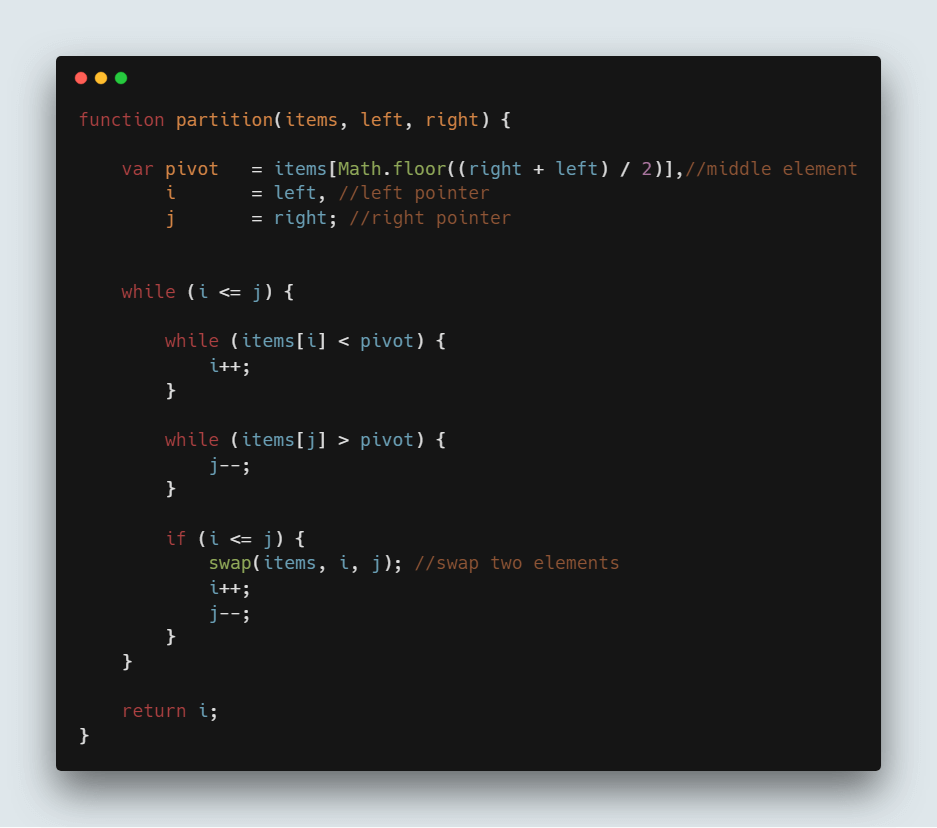 function partition(items, left, right) {
    var pivot   = items[Math.floor((right + left) / 2)],//middle element
        i       = left, //left pointer
        j       = right; //right pointer
    while (i <= j) {
        while (items[i] < pivot) {
            i++;
        }
        while (items[j] > pivot) {
            j--;
        }
        if (i <= j) {
            swap(items, i, j); //swap two elements
            i++;
            j--;
        }
    }
    return i;
}